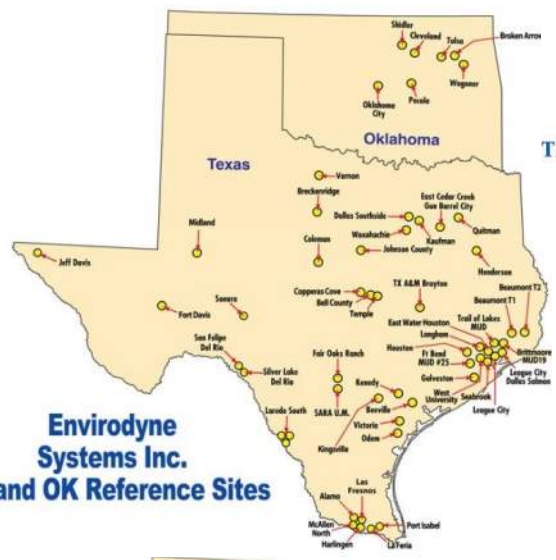 Shidler
Cleveland
Tulsa
Broken Arrow
Wagoner
Oklahoma
City
Pocola
Oklahoma
T
Texas
Vernon
Breckenridge
East Cedar Creek
Gun Barrel City
Dallas Southside
Quitman
Waxahachie
Kaufman
Midland
Coleman
Johnson County
Henderson
Jeff Davis
Beaumont T2
Copperas Cove
Bell County
Temple
TX A&M Brayton
Beaumont T1
Fort Davis
Sonora
Trail of Lakes
MUD
East Water Houston
Langham
San Felipe
Del Rio
Fair Oaks Ranch
Houston
Ft Bend
MUD #25
Brittmoore
MUD19
Silver Lake
Del Rio
League City
Dallas Salmon
Kenedy
Galveston
West
University
Seabrook
League City
SARA U.M.
Beeville
Laredo South
Victoria
Kingsville
Odem
Envirodyne
Systems Inc.
and OK Reference Sites
Las
Fresnos
Alamo
McAllen
North
Port Isabel
Harlingen
La Feria